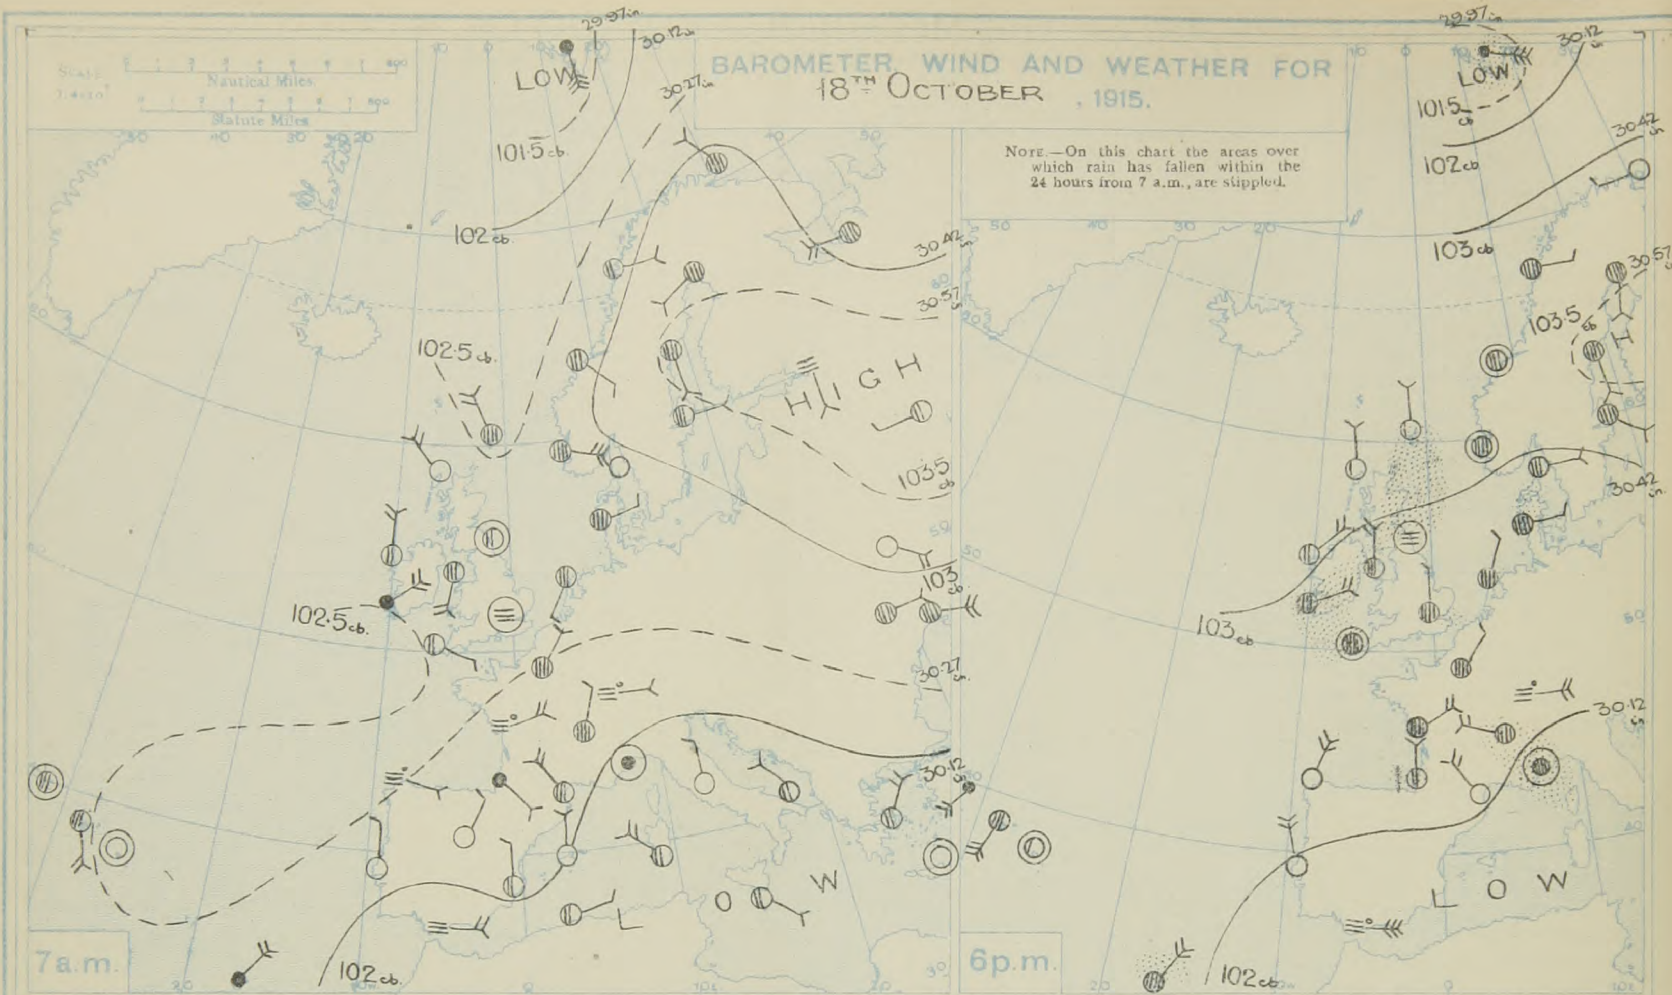 BAROMETER, WIND AND WEATHER FOR
18TH OCTOBER, 1915.
NOTE.—On this chart the areas over
which rain has fallen within the
24 hours from 7 a.m., are stippled.
SCALE
Nautical Miles.
Statute Miles
29.97in
30.12in
30.27in
LOW
101.5cb.
102cb.
30.42in
30.57in
102.5cb.
HIGH
103.5cb
103cb
102.5cb.
30.27in
30.12in
LOW
102cb.
7a.m.
29.97in
30.12in
LOW
101.5cb
30.42in
102cb
103cb
30.57in
103.5cb
H
30.42in
103cb
30.12in
LOW
102cb.
6p.m.